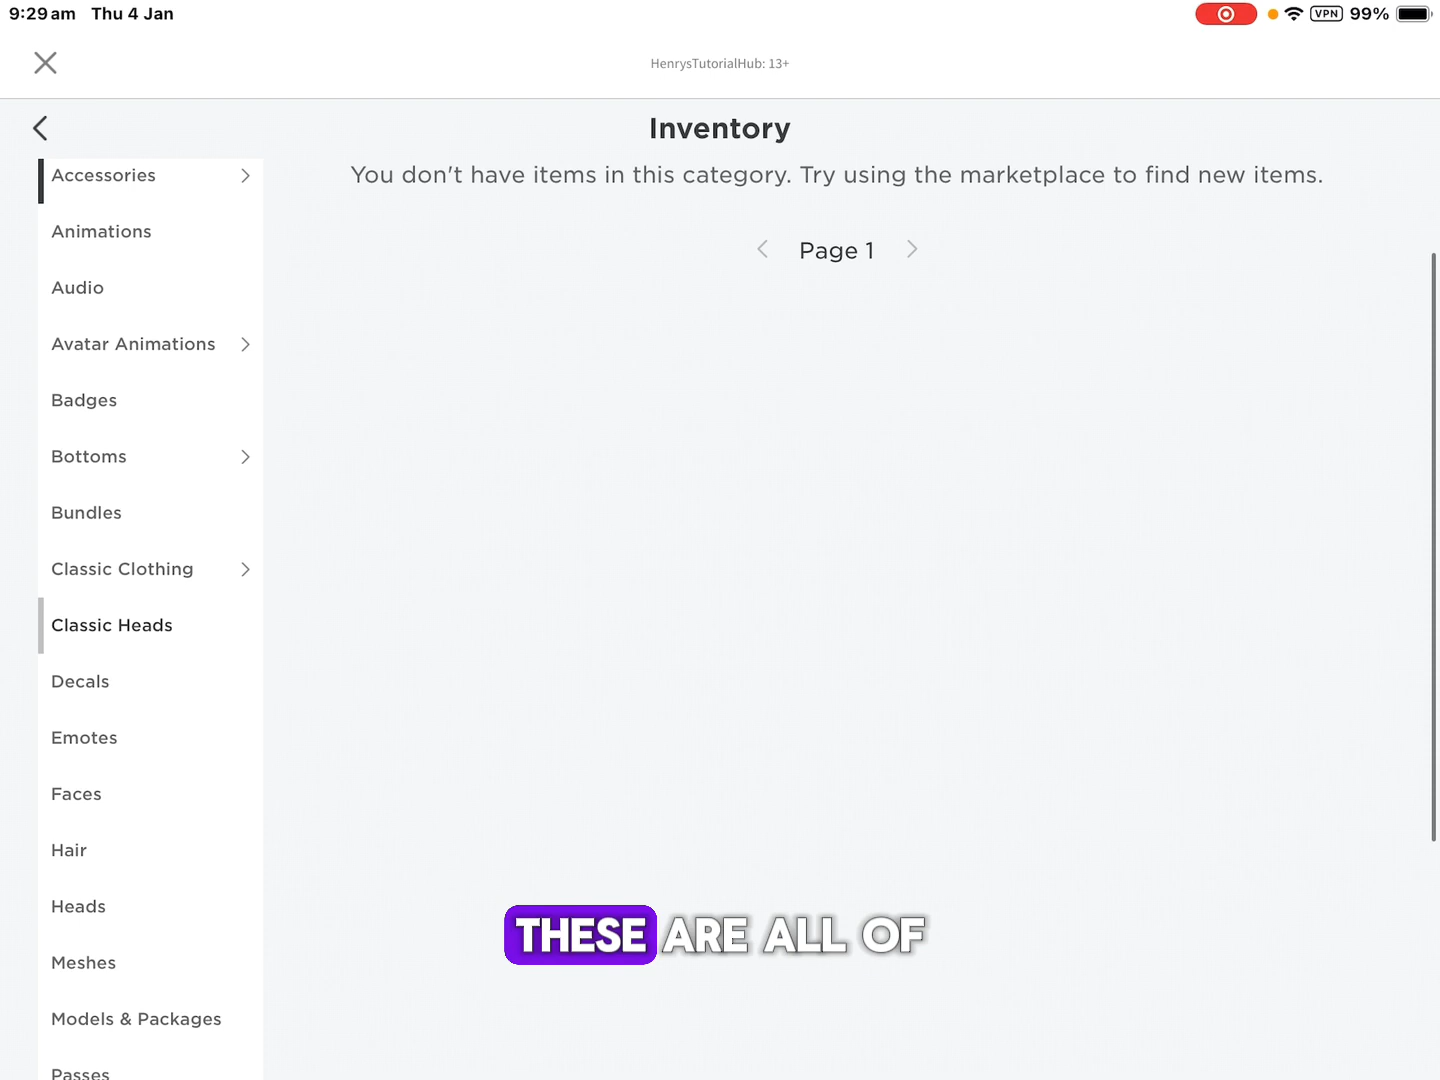 9:29 am Thu 4 Jan
VPN 99%
HenrysTutorialHub: 13+
Inventory
Accessories
You don't have items in this category. Try using the marketplace to find new items.
Animations
Page 1
Audio
Avatar Animations
Badges
Bottoms
Bundles
Classic Clothing
Classic Heads
Decals
Emotes
Faces
Hair
Heads
THESE ARE ALL OF
Meshes
Models & Packages
Passes